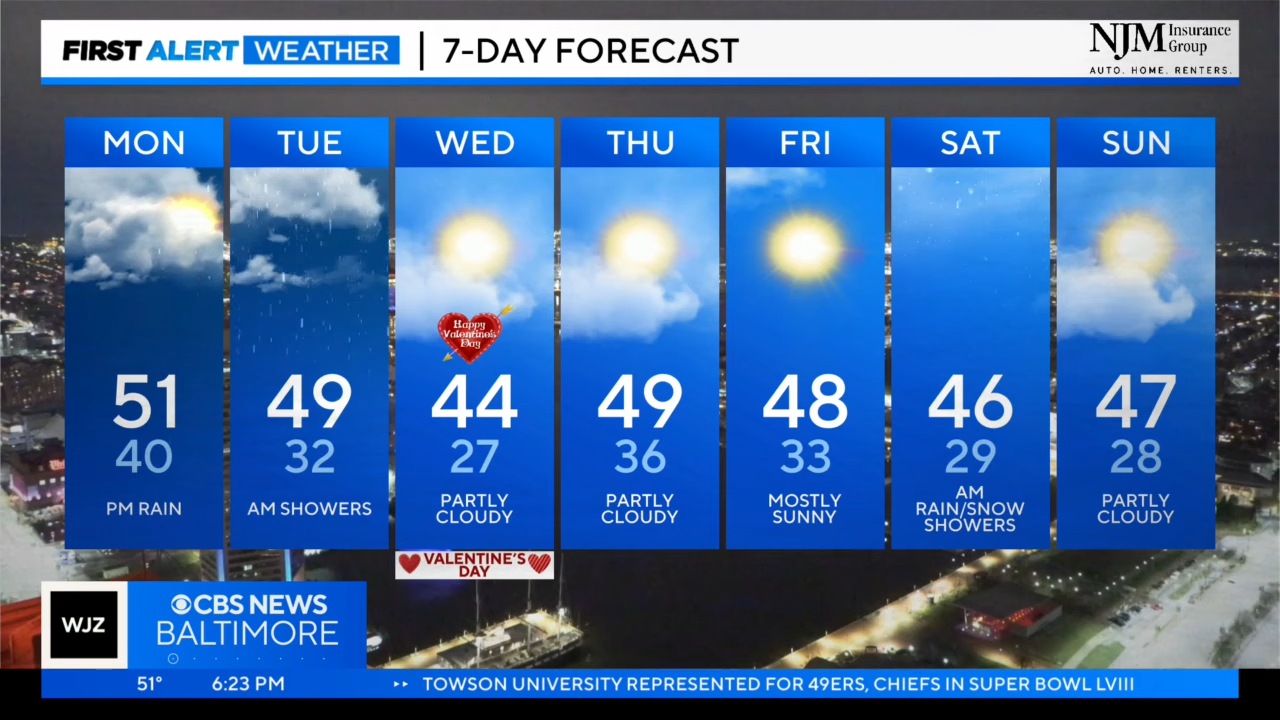 FIRST ALERT WEATHER | 7-DAY FORECAST
NJM Insurance Group
AUTO. HOME. RENTERS.
MON
51
40
PM RAIN
TUE
49
32
AM SHOWERS
WED
Happy
Valentine's
Day
44
27
PARTLY
CLOUDY
VALENTINE'S
DAY
THU
49
36
PARTLY
CLOUDY
FRI
48
33
MOSTLY
SUNNY
SAT
46
29
AM
RAIN/SNOW
SHOWERS
SUN
47
28
PARTLY
CLOUDY
WJZ
CBS NEWS
BALTIMORE
51° 6:23 PM TOWSON UNIVERSITY REPRESENTED FOR 49ERS, CHIEFS IN SUPER BOWL LVIII